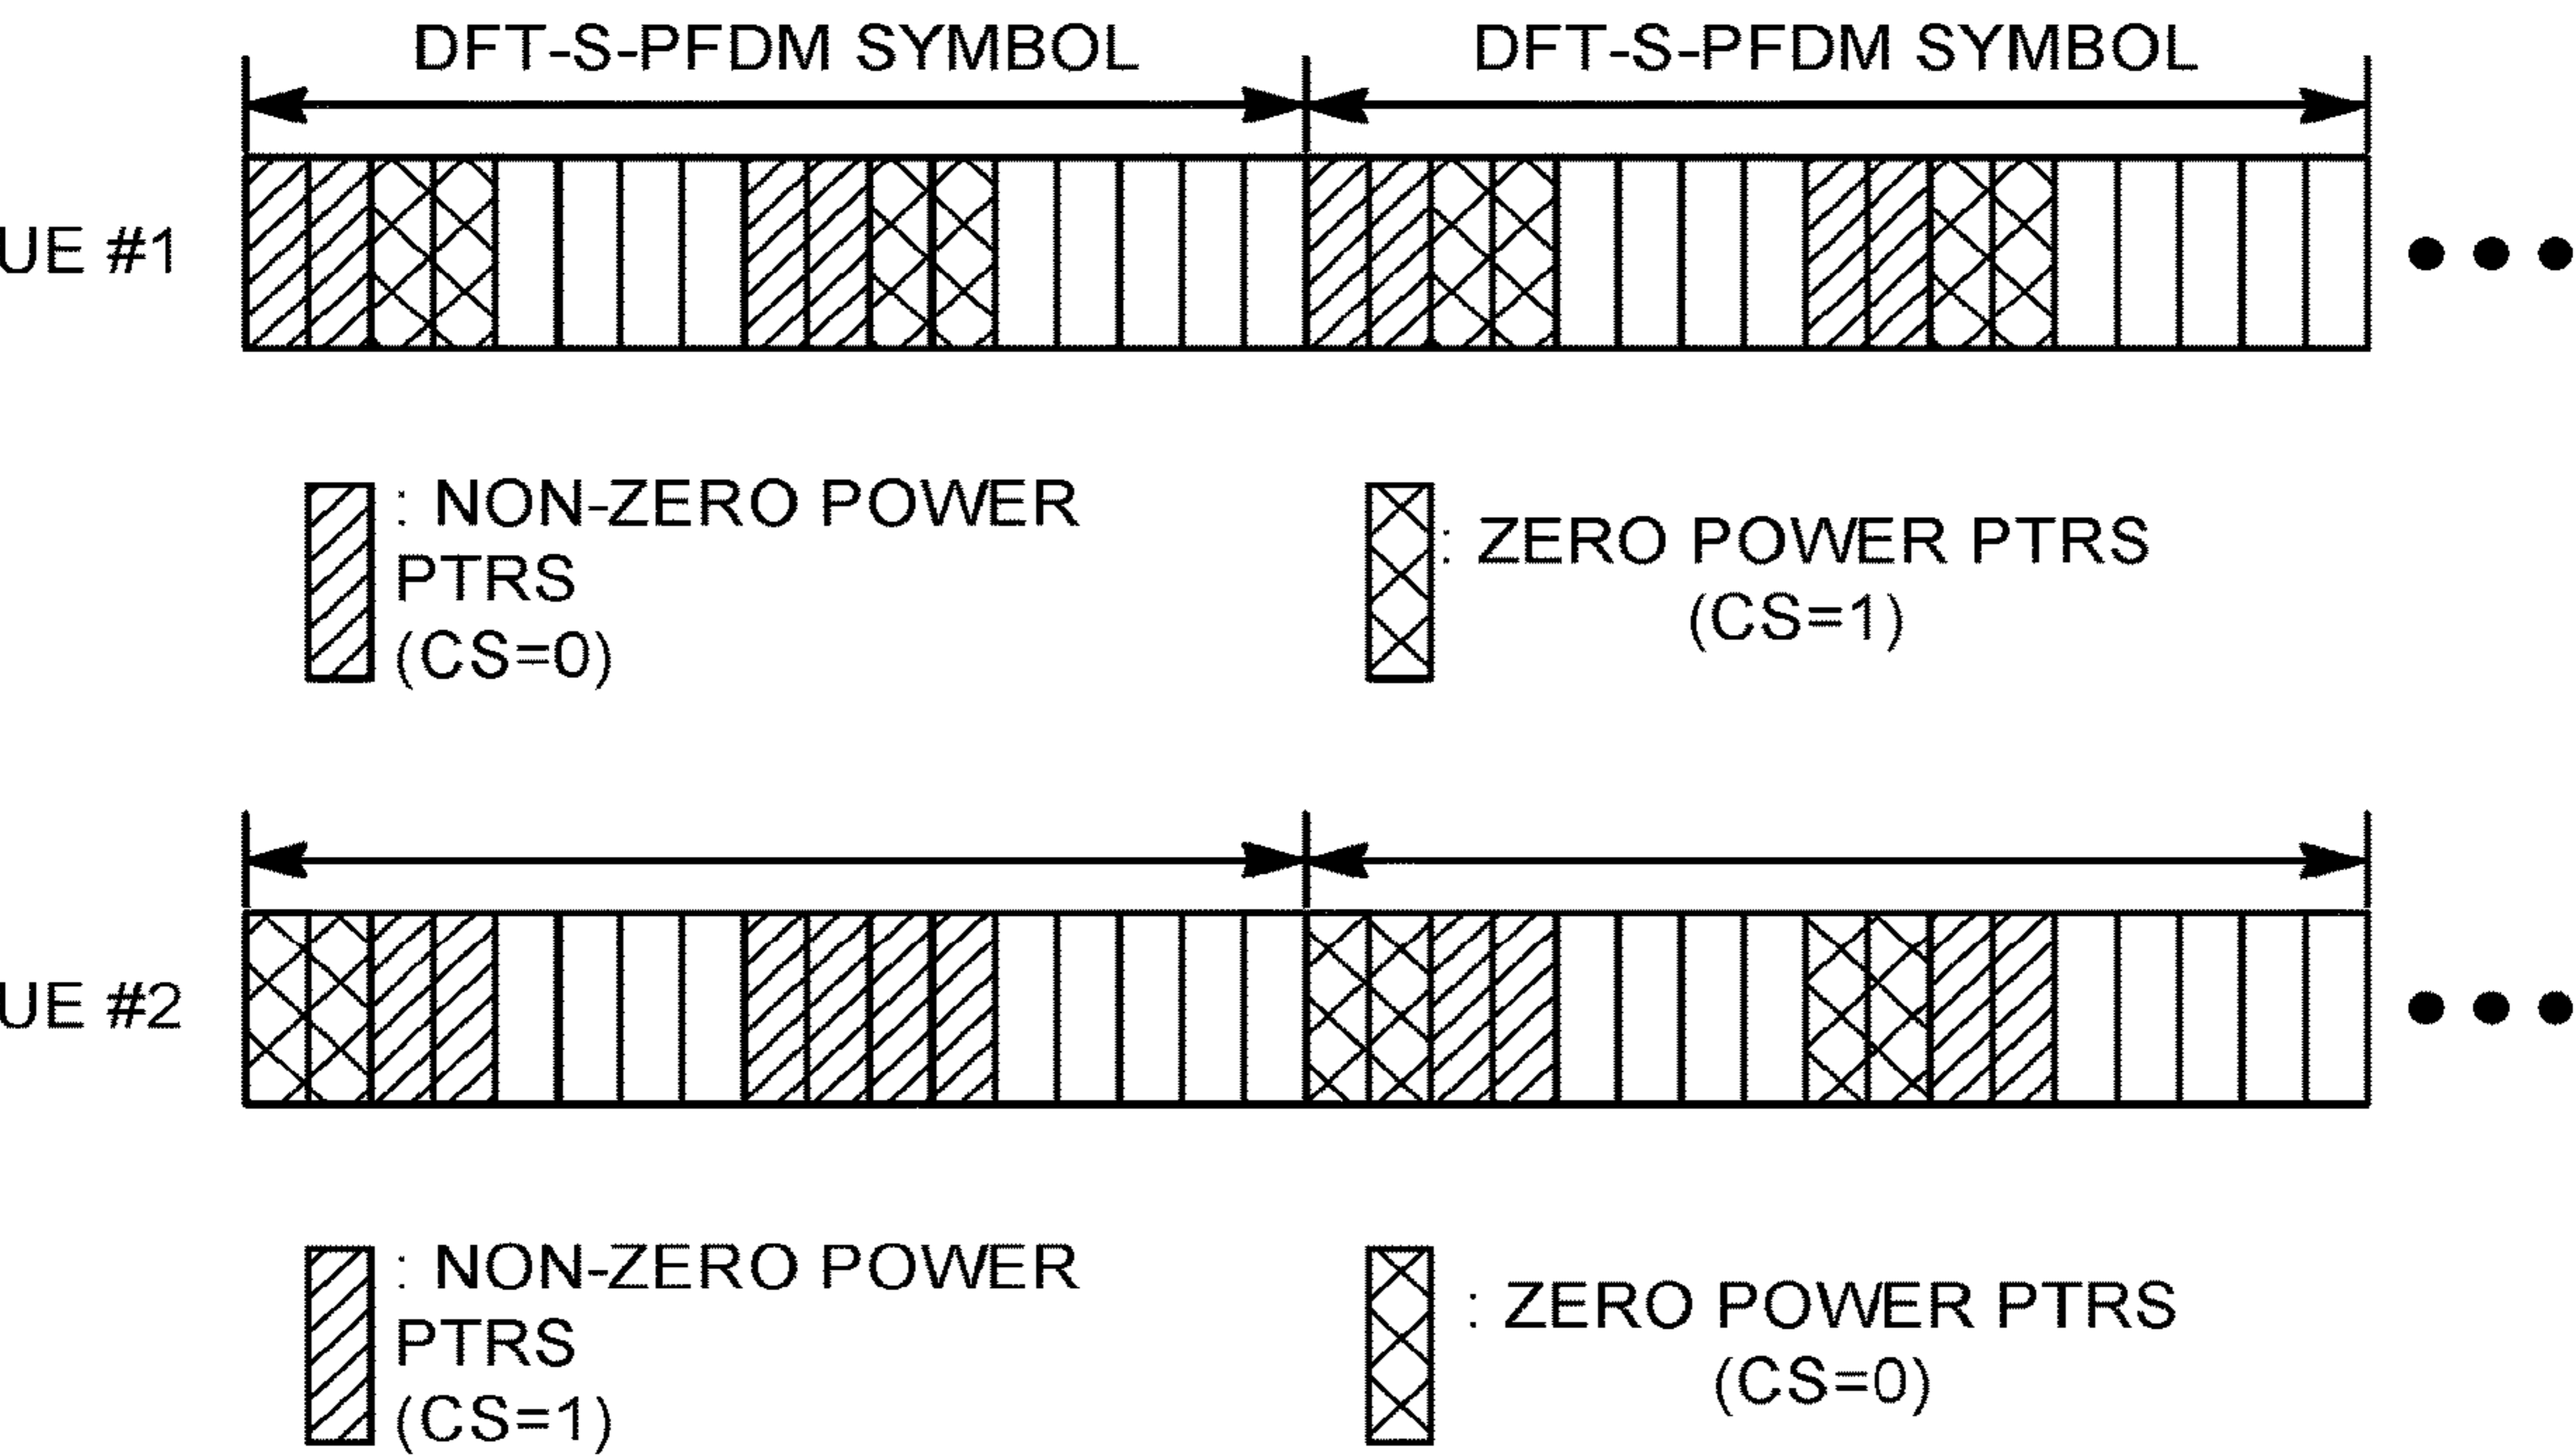 DFT-S-PFDM SYMBOL DFT-S-PFDM SYMBOL
UE #1
: NON-ZERO POWER
PTRS
(CS=0)
: ZERO POWER PTRS
(CS=1)
UE #2
: NON-ZERO POWER
PTRS
(CS=1)
: ZERO POWER PTRS
(CS=0)